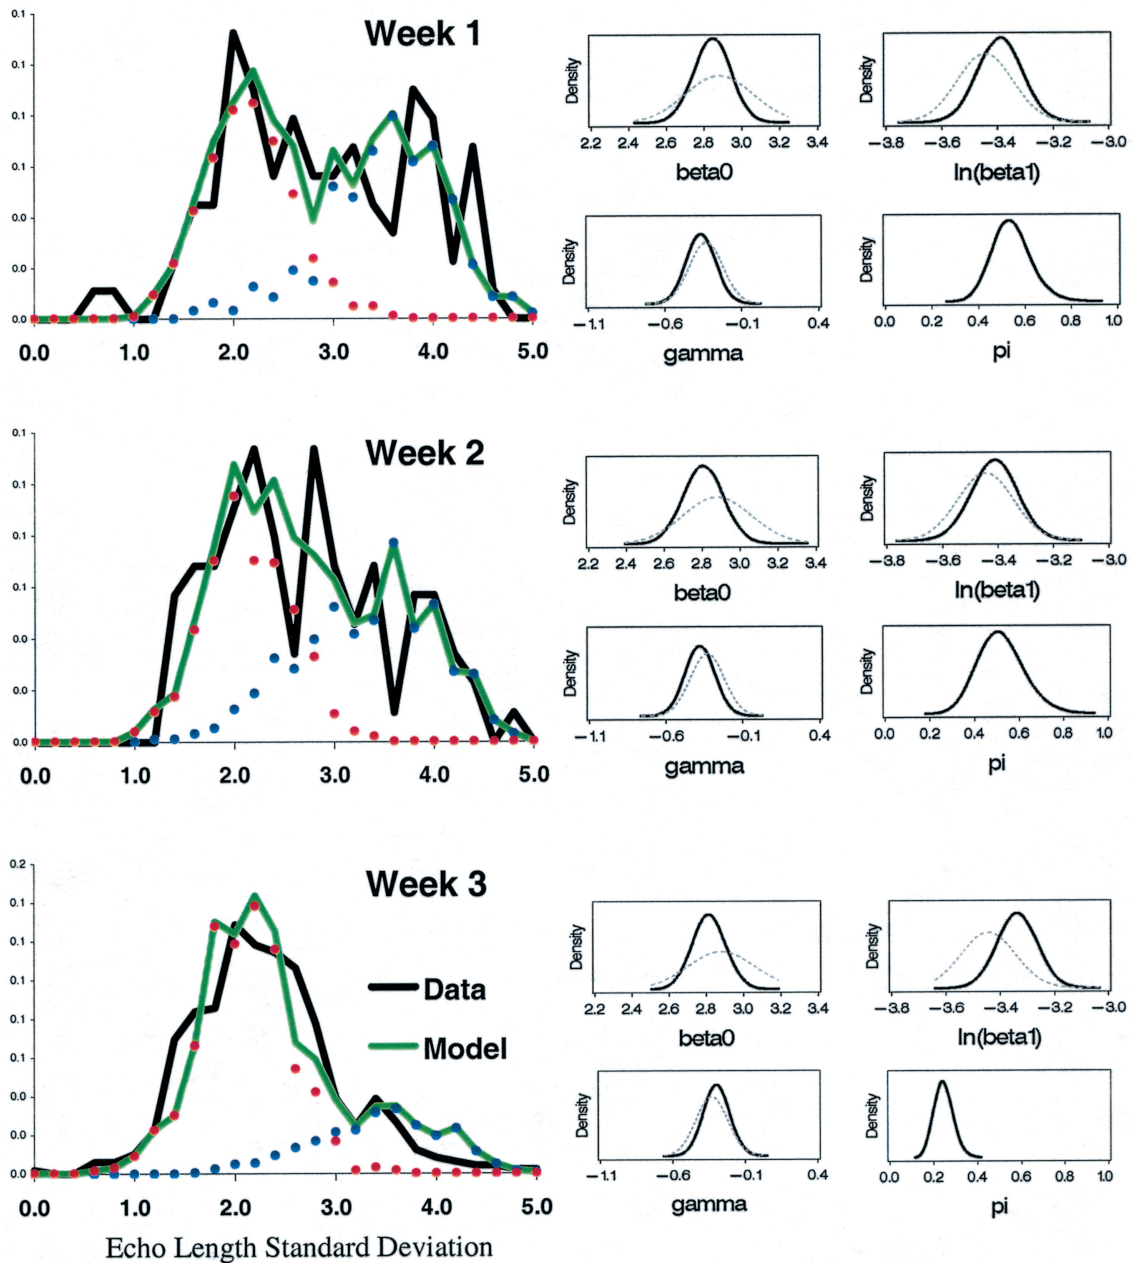 Week 1
0.1
0.1
0.1
0.1
0.0
0.0
0.0
0.0 1.0 2.0 3.0 4.0 5.0
Density
2.2 2.4 2.6 2.8 3.0 3.2 3.4
beta0
Density
−3.8 −3.6 −3.4 −3.2 −3.0
ln(beta1)
Density
−1.1 −0.6 −0.1 0.4
gamma
Density
0.0 0.2 0.4 0.6 0.8 1.0
pi
Week 2
0.1
0.1
0.1
0.1
0.0
0.0
0.0
0.0 1.0 2.0 3.0 4.0 5.0
Density
2.2 2.4 2.6 2.8 3.0 3.2 3.4
beta0
Density
−3.8 −3.6 −3.4 −3.2 −3.0
ln(beta1)
Density
−1.1 −0.6 −0.1 0.4
gamma
Density
0.0 0.2 0.4 0.6 0.8 1.0
pi
Week 3
0.2
0.1
0.1
0.1
0.1
0.1
0.0
0.0
0.0
Data
Model
0.0 1.0 2.0 3.0 4.0 5.0
Echo Length Standard Deviation
Density
2.2 2.4 2.6 2.8 3.0 3.2 3.4
beta0
Density
−3.8 −3.6 −3.4 −3.2 −3.0
ln(beta1)
Density
−1.1 −0.6 −0.1 0.4
gamma
Density
0.0 0.2 0.4 0.6 0.8 1.0
pi